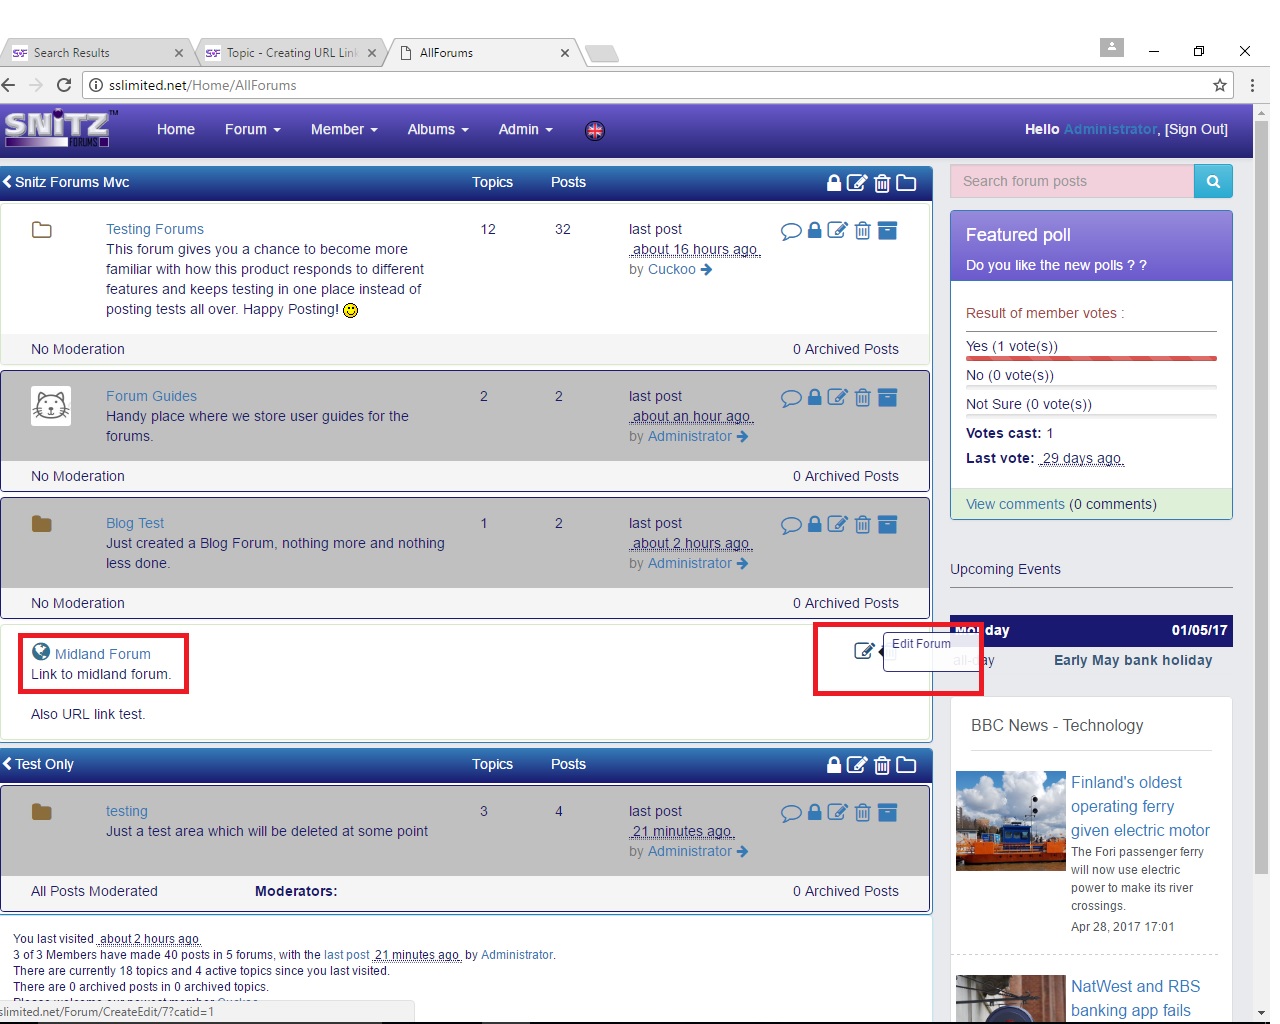 Search Results
Topic - Creating URL Lin
AllForums
sslimited.net/Home/AllForums
SNiTZ™
FORUMS
Home
Forum
Member
Albums
Admin
Hello Administrator, [Sign Out]
Snitz Forums Mvc
Topics
Posts
Testing Forums
This forum gives you a chance to become more
familiar with how this product responds to different
features and keeps testing in one place instead of
posting tests all over. Happy Posting!
12
32
last post
about 16 hours ago
by Cuckoo
No Moderation
0 Archived Posts
Forum Guides
Handy place where we store user guides for the
forums.
2
2
last post
about an hour ago
by Administrator
No Moderation
0 Archived Posts
Blog Test
Just created a Blog Forum, nothing more and nothing
less done.
1
2
last post
about 2 hours ago
by Administrator
No Moderation
0 Archived Posts
Midland Forum
Link to midland forum.
Also URL link test.
Edit Forum
Test Only
Topics
Posts
testing
Just a test area which will be deleted at some point
3
4
last post
21 minutes ago
by Administrator
All Posts Moderated
Moderators:
0 Archived Posts
You last visited about 2 hours ago
3 of 3 Members have made 40 posts in 5 forums, with the last post 21 minutes ago by Administrator.
There are currently 18 topics and 4 active topics since you last visited.
There are 0 archived posts in 0 archived topics.
Please welcome our newest member Cuckoo
sslimited.net/Forum/CreateEdit/7?catid=1
Search forum posts
Featured poll
Do you like the new polls ? ?
Result of member votes :
Yes (1 vote(s))
No (0 vote(s))
Not Sure (0 vote(s))
Votes cast: 1
Last vote: 29 days ago
View comments (0 comments)
Upcoming Events
Monday
01/05/17
all-day
Early May bank holiday
BBC News - Technology
Finland's oldest
operating ferry
given electric motor
The Fori passenger ferry
will now use electric
power to make its river
crossings.
Apr 28, 2017 17:01
NatWest and RBS
banking app fails